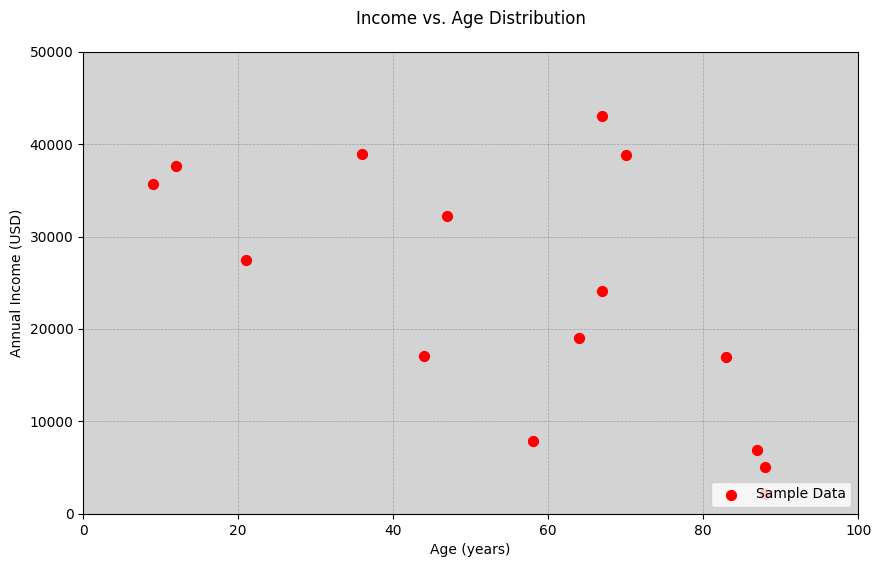 Income vs. Age Distribution
50000
40000
30000
20000
10000
0
Annual Income (USD)
Sample Data
0 20 40 60 80 100
Age (years)